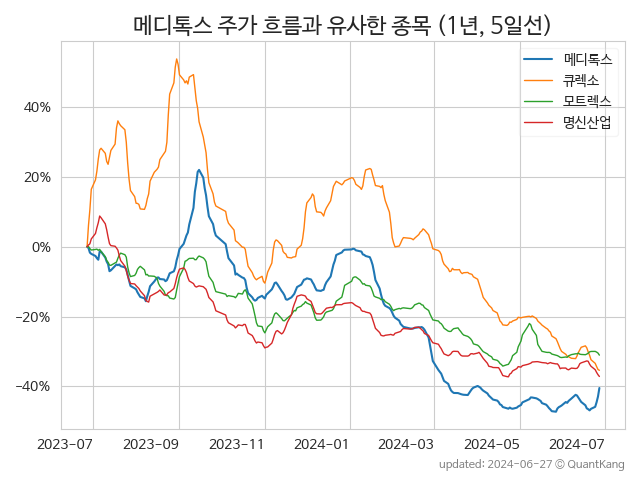 메디톡스 주가 흐름과 유사한 종목 (1년, 5일선)
메디톡스
큐렉소
모트렉스
명신산업
40%
20%
0%
−20%
−40%
2023-07
2023-09
2023-11
2024-01
2024-03
2024-05
2024-07
updated: 2024-06-27 © QuantKang